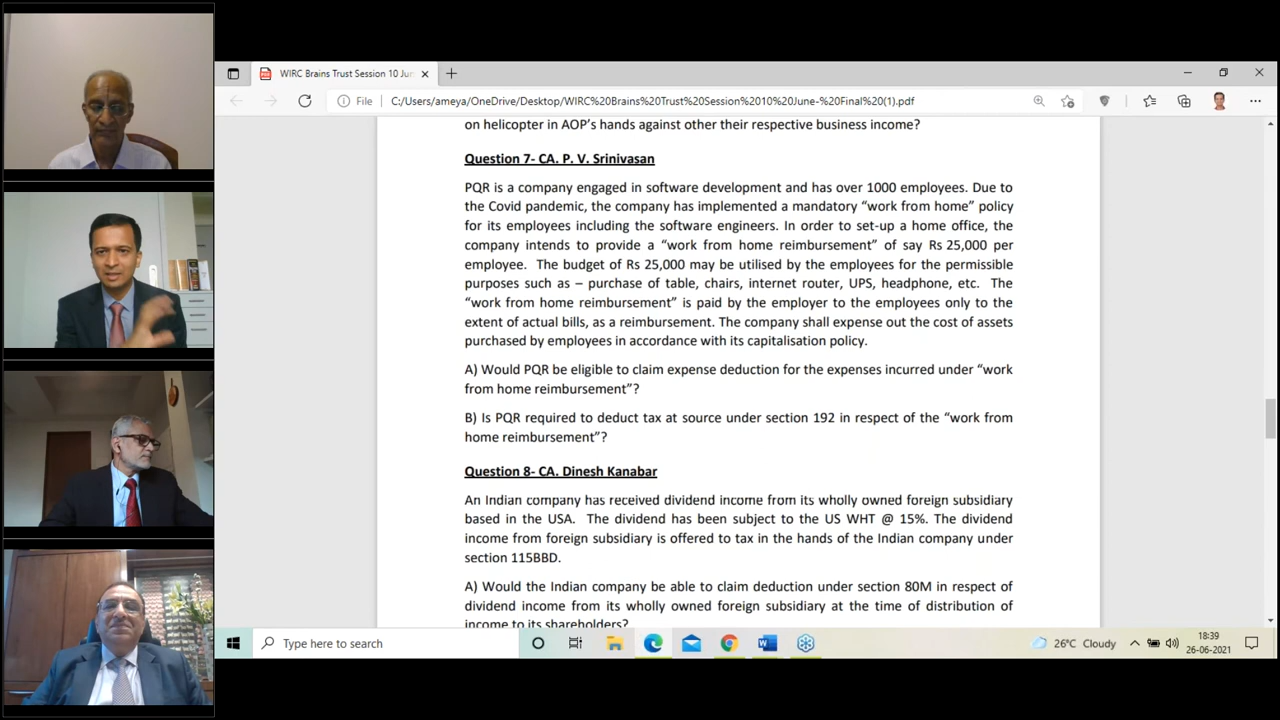 WIRC Brains Trust Session 10 Jun
File
C:/Users/ameya/OneDrive/Desktop/WIRC%20Brains%20Trust%20Session%2010%20June-%20Final%20(1).pdf
on helicopter in AOP's hands against other their respective business income?
Question 7- CA. P. V. Srinivasan
PQR is a company engaged in software development and has over 1000 employees. Due to
the Covid pandemic, the company has implemented a mandatory “work from home” policy
for its employees including the software engineers. In order to set-up a home office, the
company intends to provide a “work from home reimbursement” of say Rs 25,000 per
employee. The budget of Rs 25,000 may be utilised by the employees for the permissible
purposes such as – purchase of table, chairs, internet router, UPS, headphone, etc. The
“work from home reimbursement” is paid by the employer to the employees only to the
extent of actual bills, as a reimbursement. The company shall expense out the cost of assets
purchased by employees in accordance with its capitalisation policy.
A) Would PQR be eligible to claim expense deduction for the expenses incurred under “work
from home reimbursement”?
B) Is PQR required to deduct tax at source under section 192 in respect of the “work from
home reimbursement”?
Question 8- CA. Dinesh Kanabar
An Indian company has received dividend income from its wholly owned foreign subsidiary
based in the USA. The dividend has been subject to the US WHT @ 15%. The dividend
income from foreign subsidiary is offered to tax in the hands of the Indian company under
section 115BBD.
A) Would the Indian company be able to claim deduction under section 80M in respect of
dividend income from its wholly owned foreign subsidiary at the time of distribution of
income to its shareholders?
Type here to search
26°C Cloudy
18:39
26-06-2021